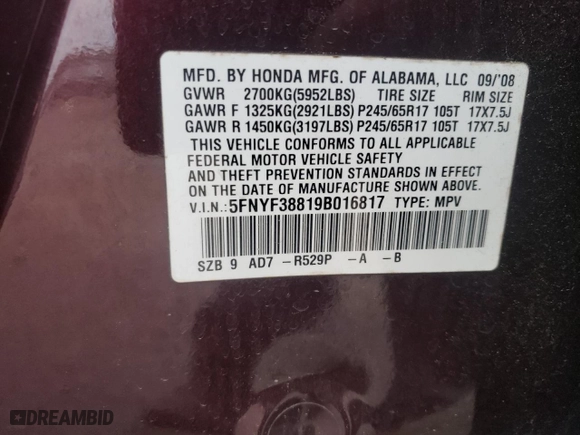 MFD. BY HONDA MFG. OF ALABAMA, LLC 09/'08
GVWR 2700KG(5952LBS) TIRE SIZE RIM SIZE
GAWR F 1325KG(2921LBS) P245/65R17 105T 17X7.5J
GAWR R 1450KG(3197LBS) P245/65R17 105T 17X7.5J
THIS VEHICLE CONFORMS TO ALL APPLICABLE
FEDERAL MOTOR VEHICLE SAFETY
AND THEFT PREVENTION STANDARDS IN EFFECT
ON THE DATE OF MANUFACTURE SHOWN ABOVE.
V.I.N.: 5FNYF38819B016817 TYPE: MPV
SZB 9 AD7 -R529P -A -B
DREAMBID